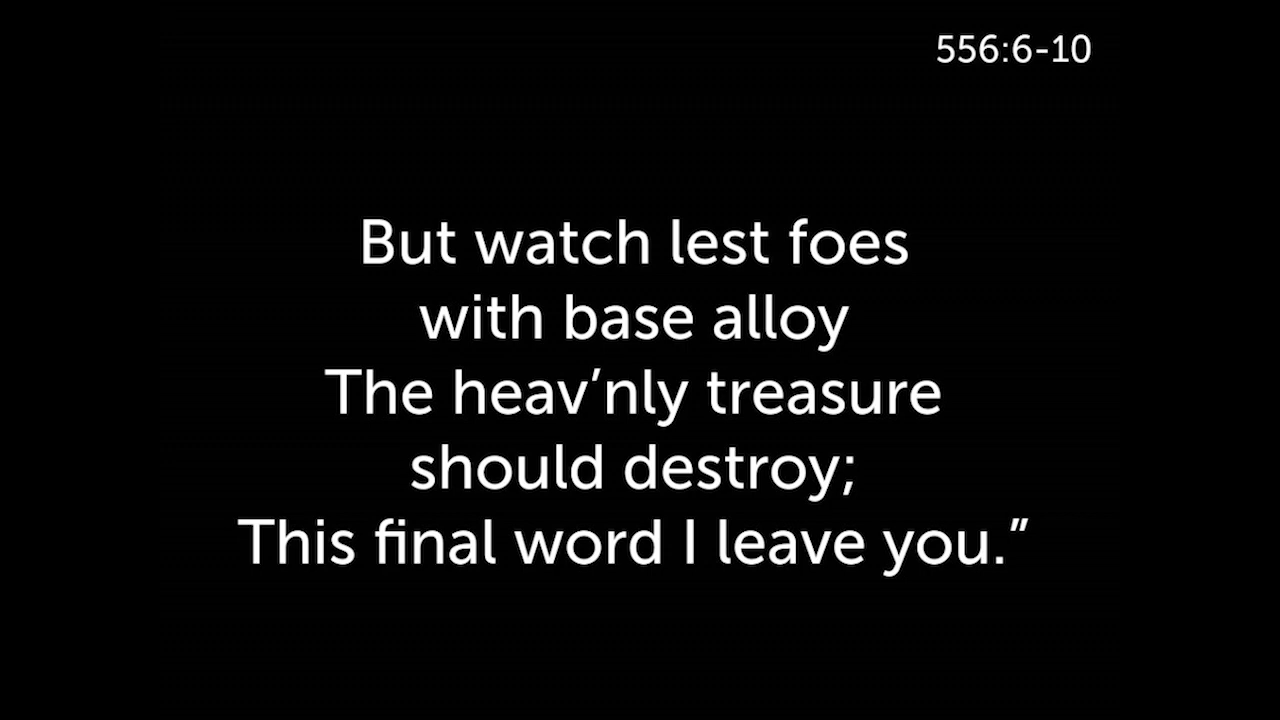 556:6-10
But watch lest foes
with base alloy
The heav’nly treasure
should destroy;
This final word I leave you.”